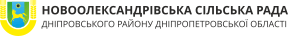 НОВООЛЕКСАНДРІВСЬКА СІЛЬСЬКА РАДА
ДНІПРОВСЬКОГО РАЙОНУ ДНІПРОПЕТРОВСЬКОЇ ОБЛАСТІ